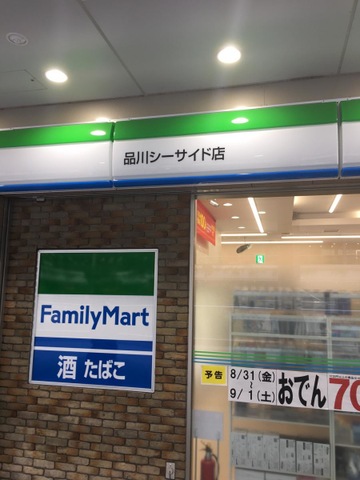 品川シーサイド店
FamilyMart
酒 たばこ
予告
8/31(金)
~
9/1(土)
おでん 70